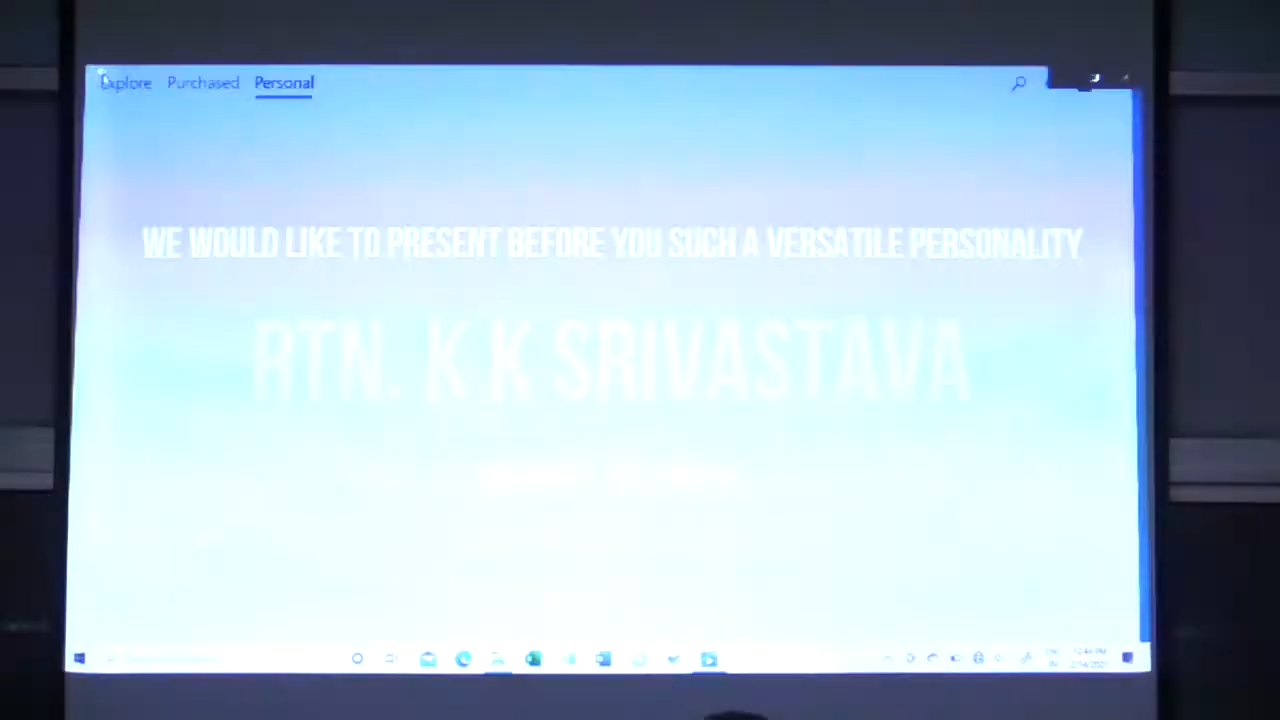 Explore Purchased Personal
WE WOULD LIKE TO PRESENT BEFORE YOU SUCH A VERSATILE PERSONALITY
RTN. K K SRIVASTAVA